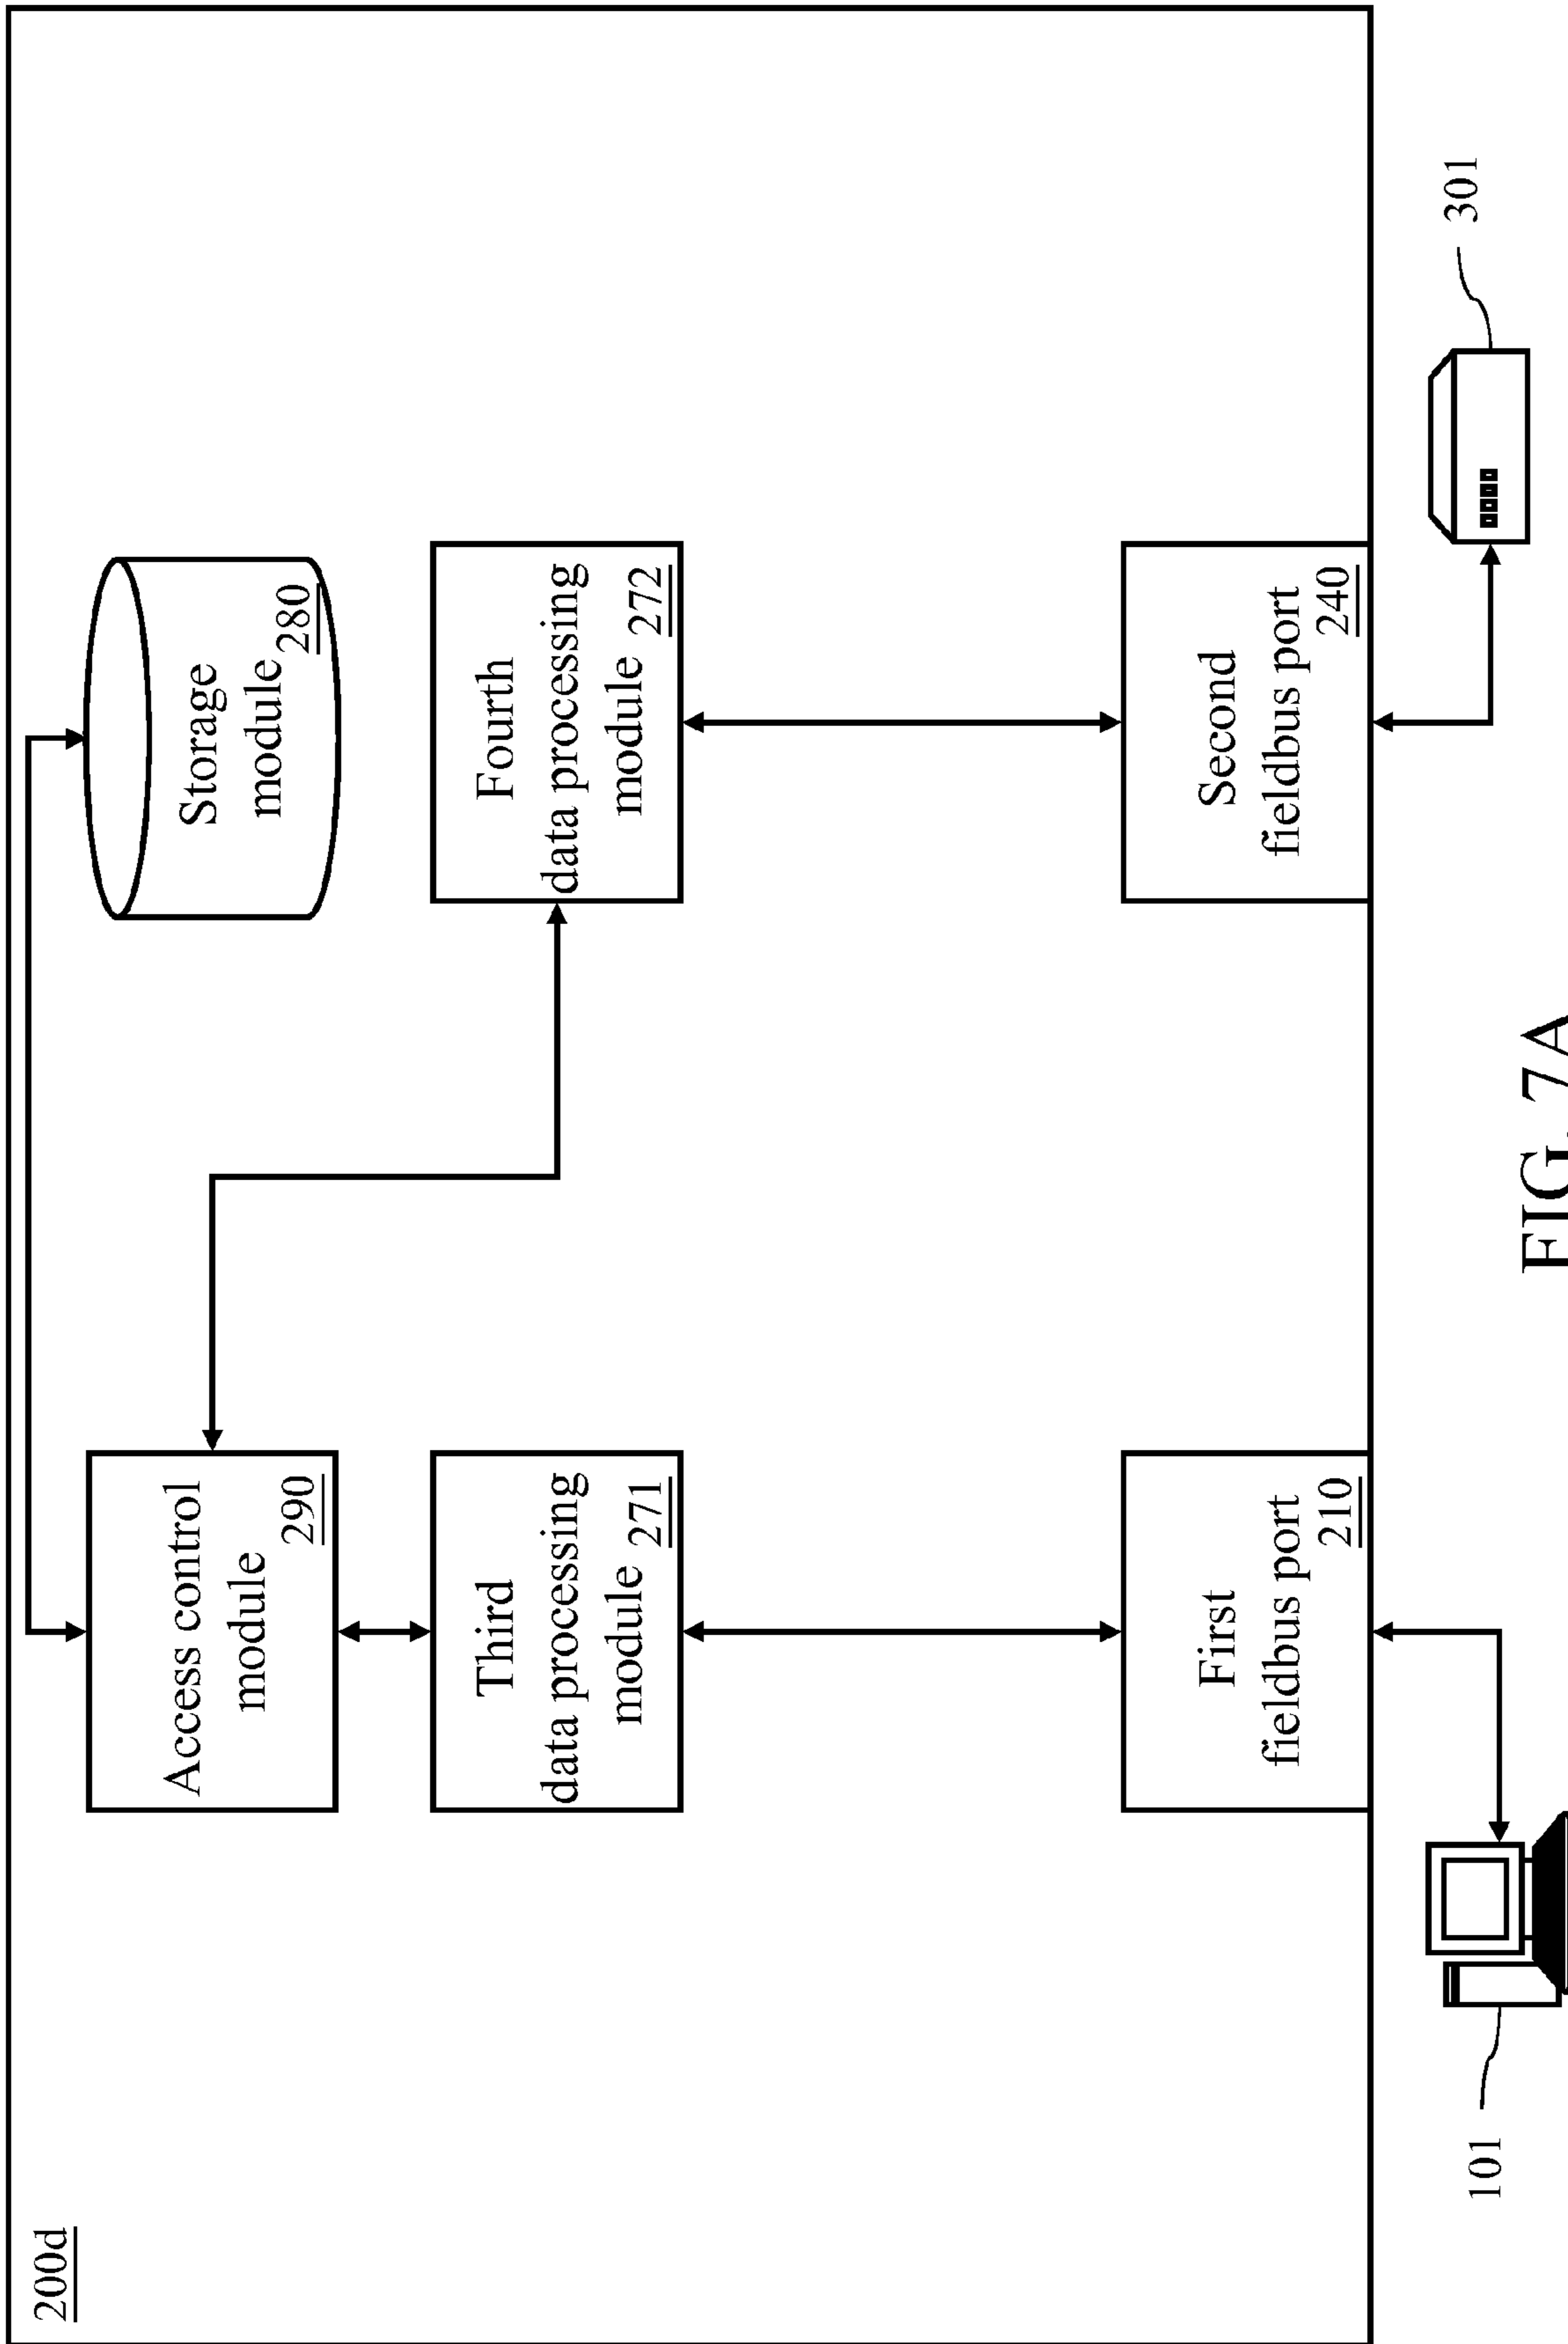 200d
Access control
module
290
Storage
module
280
Third
data processing
module 271
Fourth
data processing
module 272
First
fieldbus port
210
Second
fieldbus port
240
101
301
FIG. 7A